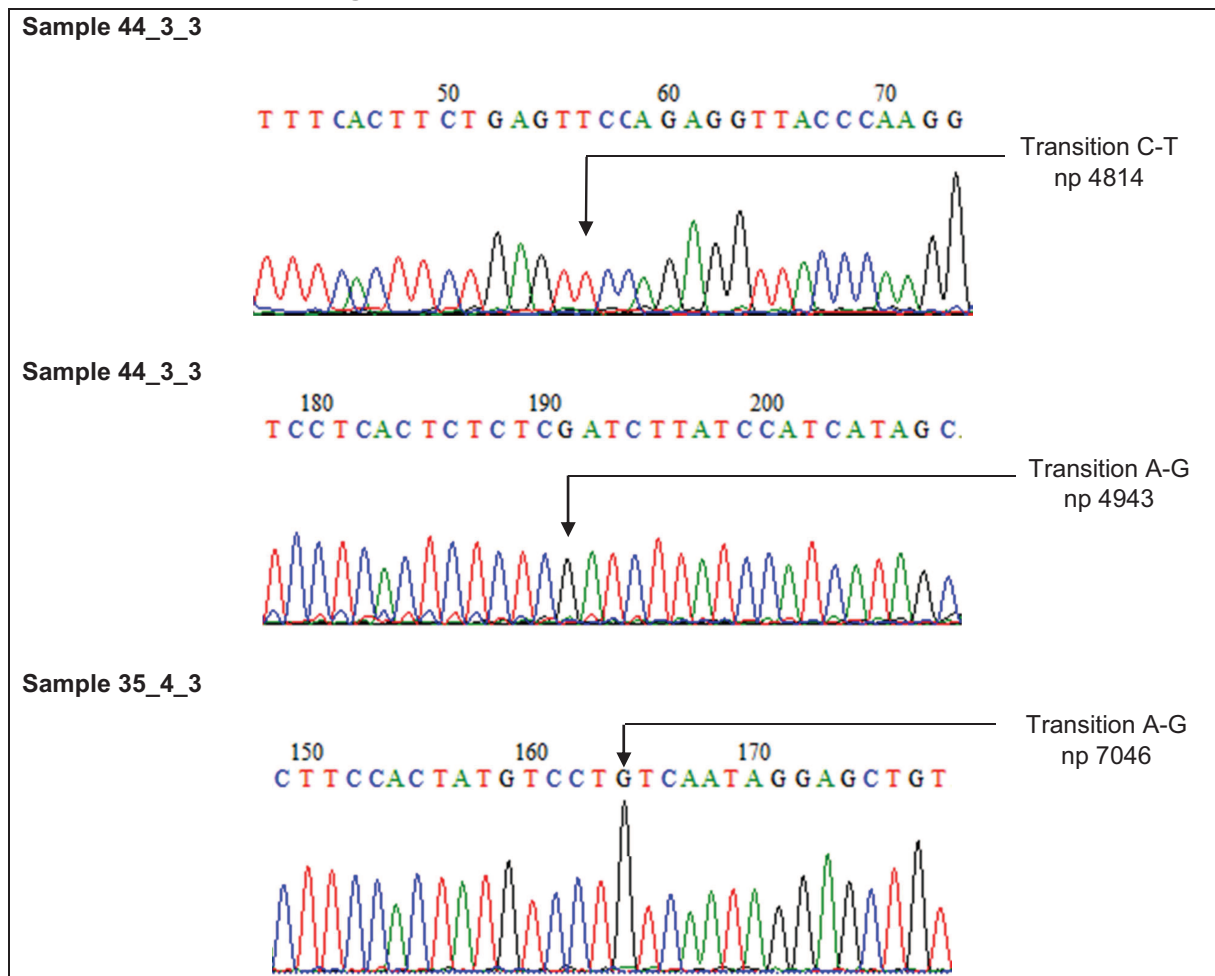 Sample 44_3_3
50 60 70
T T T C A C T T C T G A G T T C C A G A G G T T A C C C A A G G
Transition C-T
np 4814
Sample 44_3_3
180 190 200
T C C T C A C T C T C T C G A T C T T A T C C A T C A T A G C.
Transition A-G
np 4943
Sample 35_4_3
150 160 170
C T T C C A C T A T G T C C T G T C A A T A G G A G C T G T
Transition A-G
np 7046